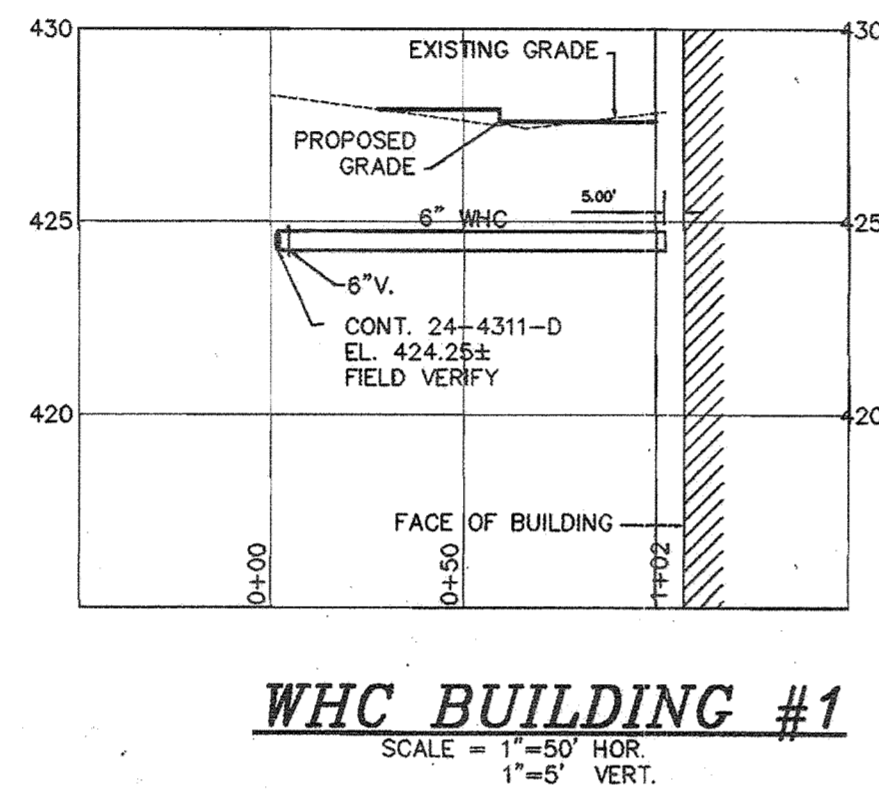 430
430
EXISTING GRADE
PROPOSED
GRADE
5.00'
425
6" WHC
425
6"V.
CONT. 24-4311-D
EL. 424.25±
FIELD VERIFY
420
420
FACE OF BUILDING
0+00
0+50
1+02
WHC BUILDING #1
SCALE = 1"=50' HOR.
1"=5' VERT.